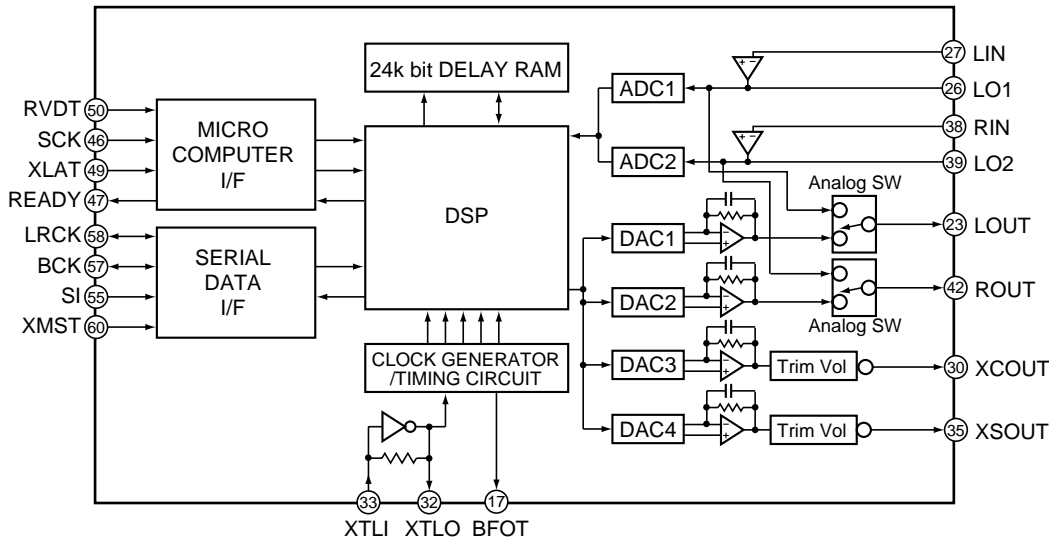 24k bit DELAY RAM
MICRO
COMPUTER
I/F
SERIAL
DATA
I/F
DSP
CLOCK GENERATOR
/TIMING CIRCUIT
RVDT 50
SCK 46
XLAT 49
READY 47
LRCK 58
BCK 57
SI 55
XMST 60
33
32
17
XTLI
XTLO
BFOT
ADC1
ADC2
DAC1
DAC2
DAC3
DAC4
+ −
+ −
−
+
−
+
−
+
−
+
Analog SW
Analog SW
Trim Vol
Trim Vol
27 LIN
26 LO1
38 RIN
39 LO2
23 LOUT
42 ROUT
30 XCOUT
35 XSOUT